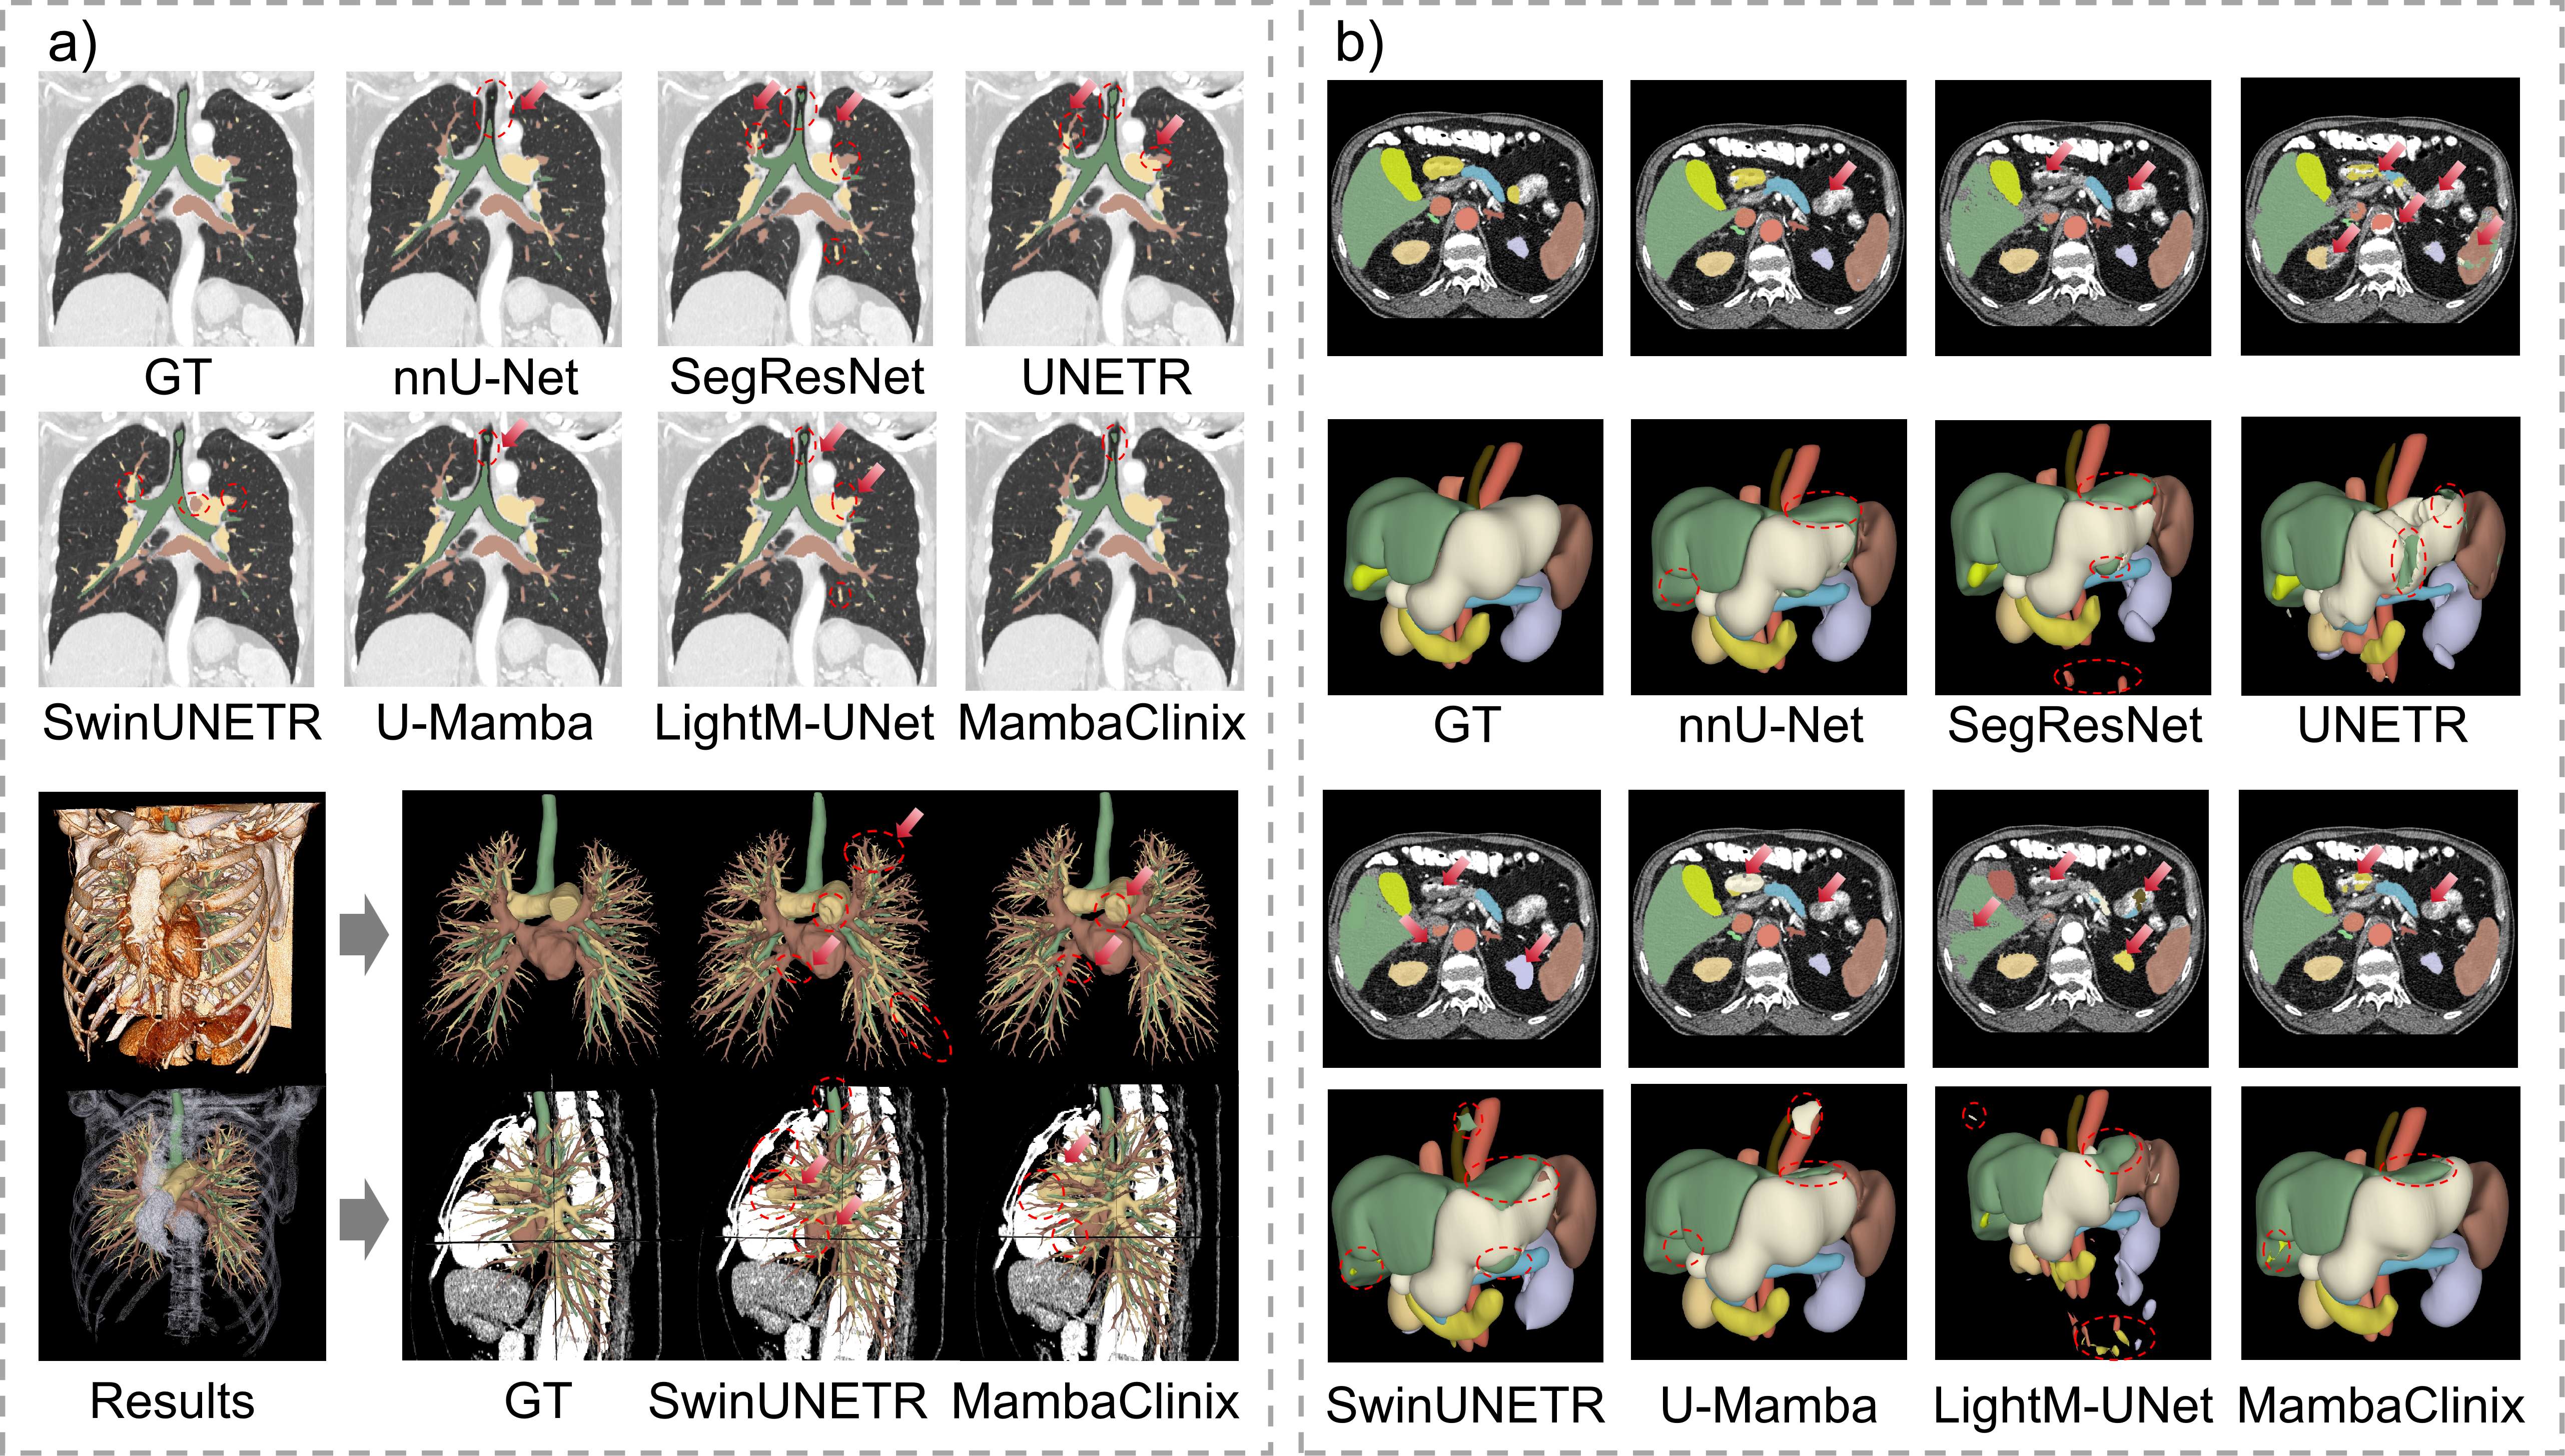 a)
GT nnU-Net SegResNet UNETR
SwinUNETR U-Mamba LightM-UNet MambaClinix
Results GT SwinUNETR MambaClinix
b)
GT nnU-Net SegResNet UNETR
SwinUNETR U-Mamba LightM-UNet MambaClinix